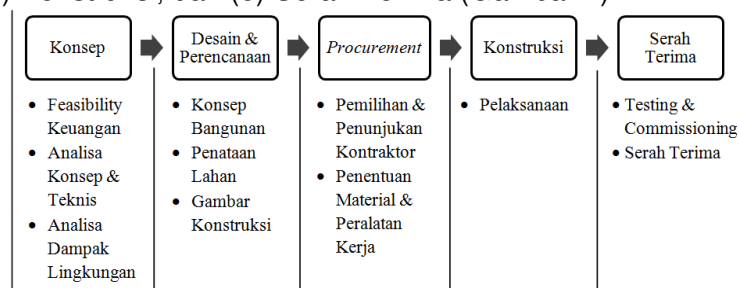 Konsep
Feasibility
Keuangan
Analisa
Konsep &
Teknis
Analisa
Dampak
Lingkungan
Desain &
Perencanaan
Konsep
Bangunan
Penataan
Lahan
Gambar
Konstruksi
Procurement
Pemilihan &
Penunjukan
Kontraktor
Penentuan
Material &
Peralatan
Kerja
Konstruksi
Pelaksanaan
Serah
Terima
Testing &
Commissioning
Serah Terima